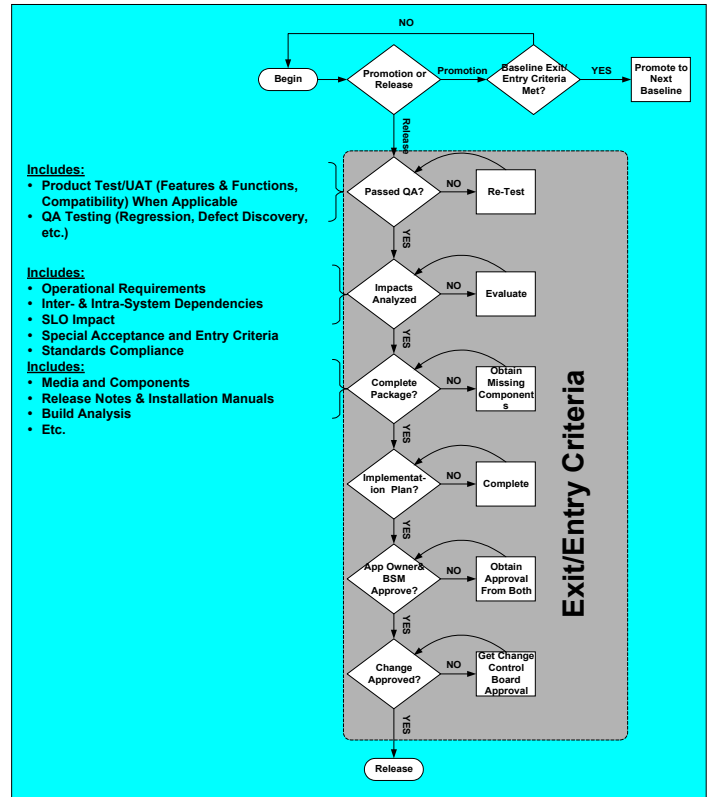 NO
Begin
Promotion or
Release
Promotion
Baseline Exit/
Entry Criteria
Met?
YES
Promote to
Next
Baseline
Release
Includes:
• Product Test/UAT (Features & Functions,
Compatibility) When Applicable
• QA Testing (Regression, Defect Discovery,
etc.)
Passed QA?
NO
Re-Test
YES
Includes:
• Operational Requirements
• Inter- & Intra-System Dependencies
• SLO Impact
• Special Acceptance and Entry Criteria
• Standards Compliance
Impacts
Analyzed
NO
Evaluate
YES
Includes:
• Media and Components
• Release Notes & Installation Manuals
• Build Analysis
• Etc.
Complete
Package?
NO
Obtain
Missing
Component
s
YES
Implementat-
ion Plan?
NO
Complete
YES
App Owner&
BSM
Approve?
NO
Obtain
Approval
From Both
YES
Change
Approved?
NO
Get Change
Control
Board
Approval
YES
Release
Exit/Entry Criteria